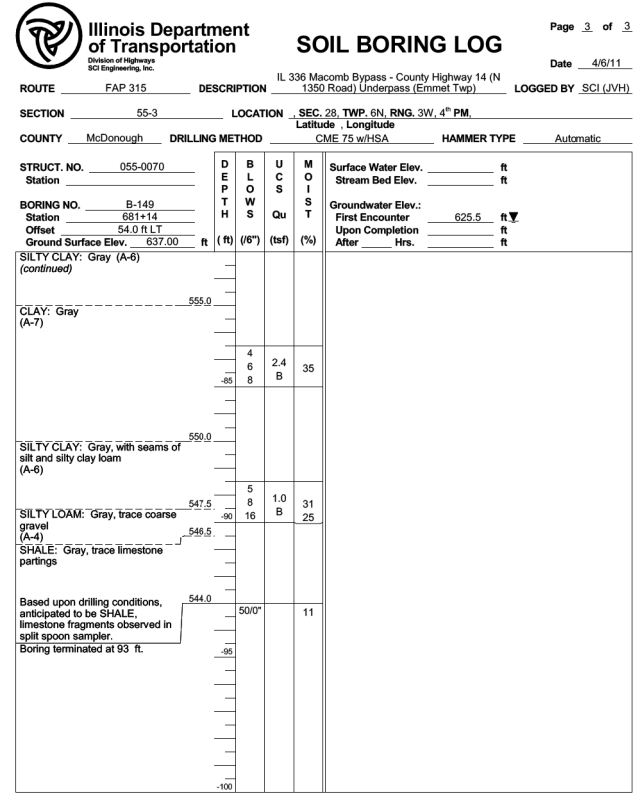 Illinois Department
of Transportation
Division of Highways
SCI Engineering, Inc.
SOIL BORING LOG
Page 3 of 3
Date 4/6/11
ROUTE FAP 315 DESCRIPTION IL 336 Macomb Bypass - County Highway 14 (N
1350 Road) Underpass (Emmet Twp) LOGGED BY SCI (JVH)
SECTION 55-3 LOCATION , SEC. 28, TWP. 6N, RNG. 3W, 4th PM,
Latitude , Longitude
COUNTY McDonough DRILLING METHOD CME 75 w/HSA HAMMER TYPE Automatic
STRUCT. NO. 055-0070
Station
BORING NO. B-149
Station 681+14
Offset 54.0 ft LT
Ground Surface Elev. 637.00 ft
DEPTH (ft)
BLOWS (/6")
UCS Qu (tsf)
MOIST (%)
Surface Water Elev. ft
Stream Bed Elev. ft
Groundwater Elev.:
First Encounter 625.5 ft
Upon Completion ft
After Hrs. ft
SILTY CLAY: Gray (A-6)
(continued)
555.0
CLAY: Gray
(A-7)
4
6 2.4 35
-85 8 B
550.0
SILTY CLAY: Gray, with seams of
silt and silty clay loam
(A-6)
5
547.5 8 1.0 31
SILTY LOAM: Gray, trace coarse -90 16 B 25
gravel
(A-4) 546.5
SHALE: Gray, trace limestone
partings
544.0
Based upon drilling conditions, 50/0" 11
anticipated to be SHALE,
limestone fragments observed in
split spoon sampler.
Boring terminated at 93 ft.
-95
-100